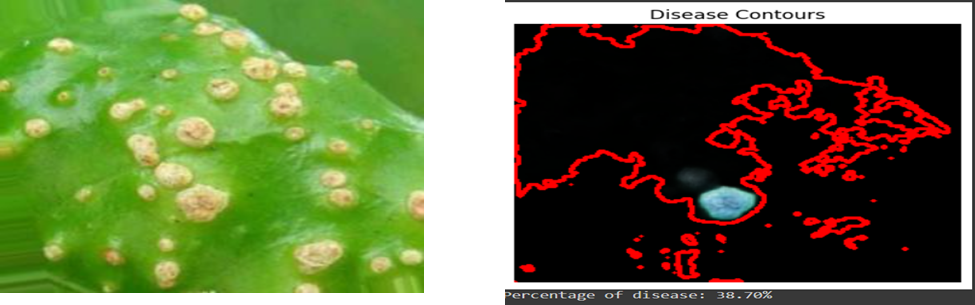 Disease Contours
Percentage of disease: 38.70%